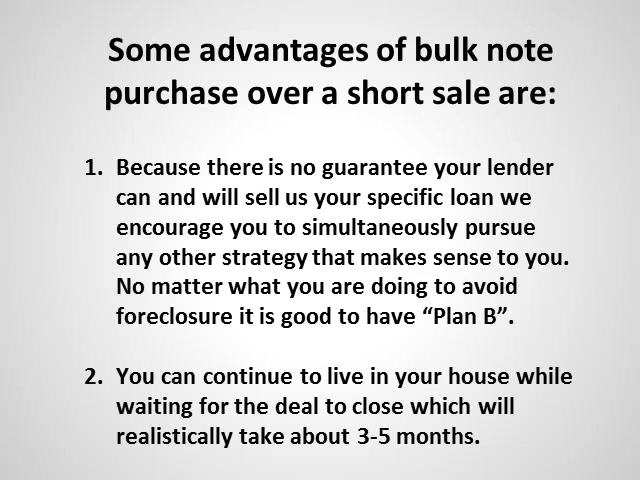 Some advantages of bulk note
purchase over a short sale are:
1. Because there is no guarantee your lender
can and will sell us your specific loan we
encourage you to simultaneously pursue
any other strategy that makes sense to you.
No matter what you are doing to avoid
foreclosure it is good to have “Plan B”.
2. You can continue to live in your house while
waiting for the deal to close which will
realistically take about 3-5 months.